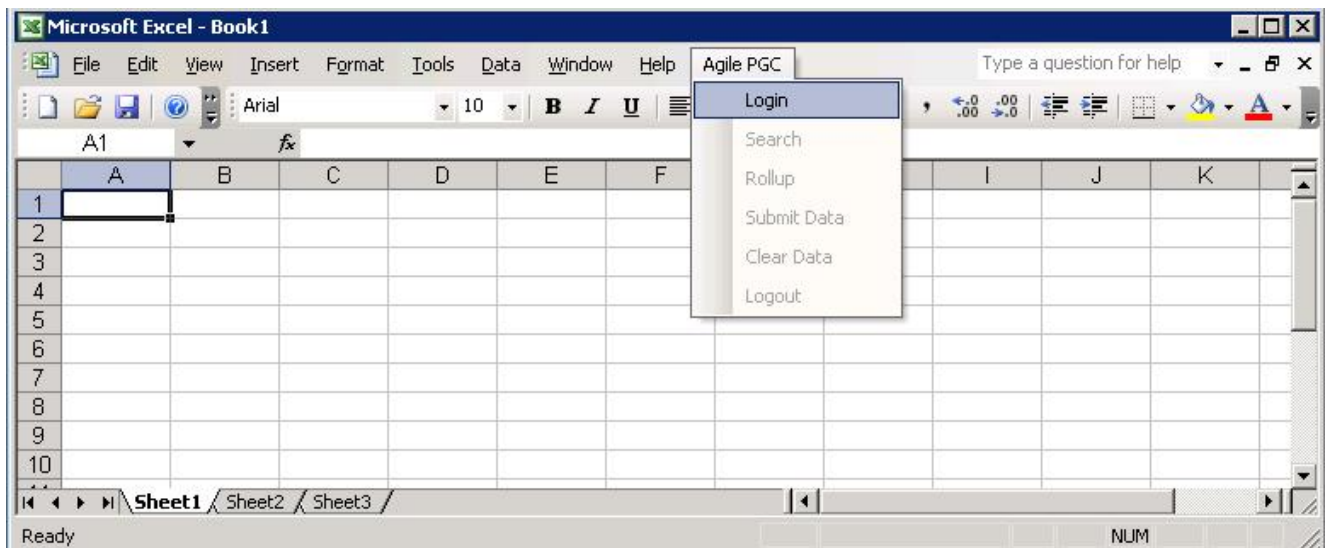 Microsoft Excel - Book1
File Edit View Insert Format Tools Data Window Help Agile PGC Type a question for help
Arial 10 B I U , .00 .00 A
Login
A1 fx
Search
A B C D E F I J K
Rollup
1
Submit Data
2
Clear Data
3
Logout
4
5
6
7
8
9
10
Sheet1 Sheet2 Sheet3
Ready NUM